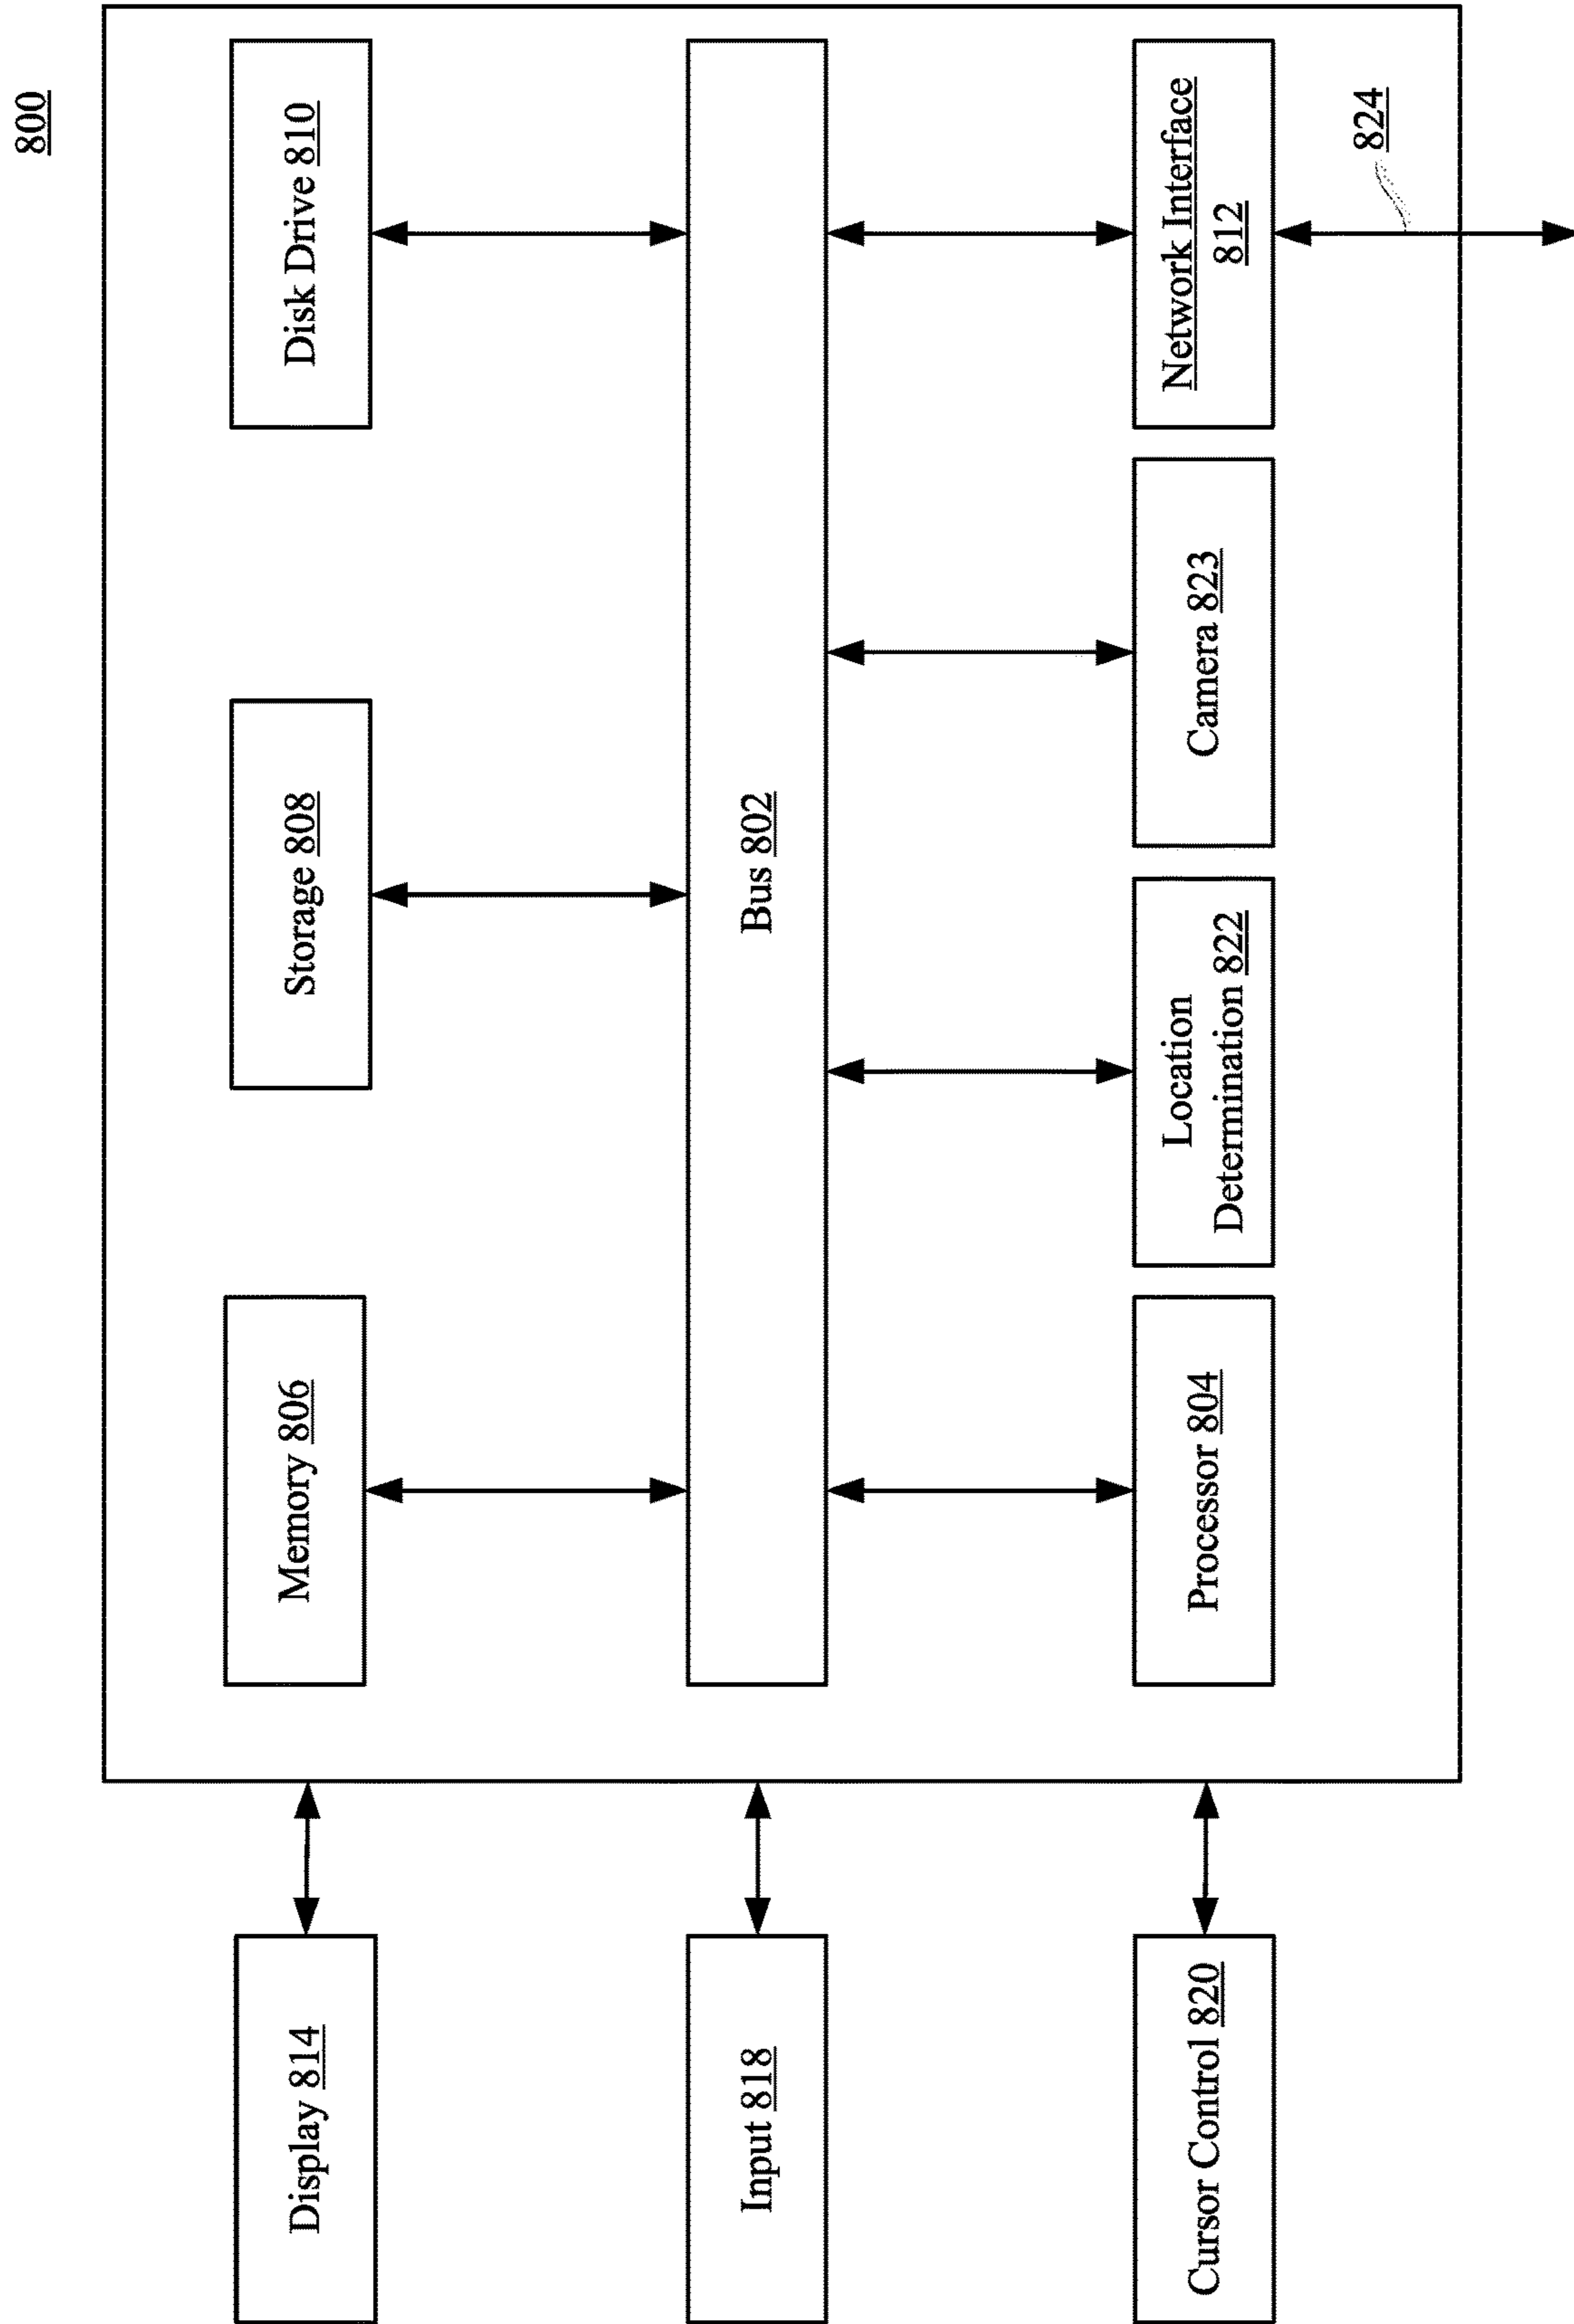 800
Display 814
Memory 806
Storage 808
Disk Drive 810
Input 818
Bus 802
Cursor Control 820
Processor 804
Location
Determination 822
Camera 823
Network Interface
812
824